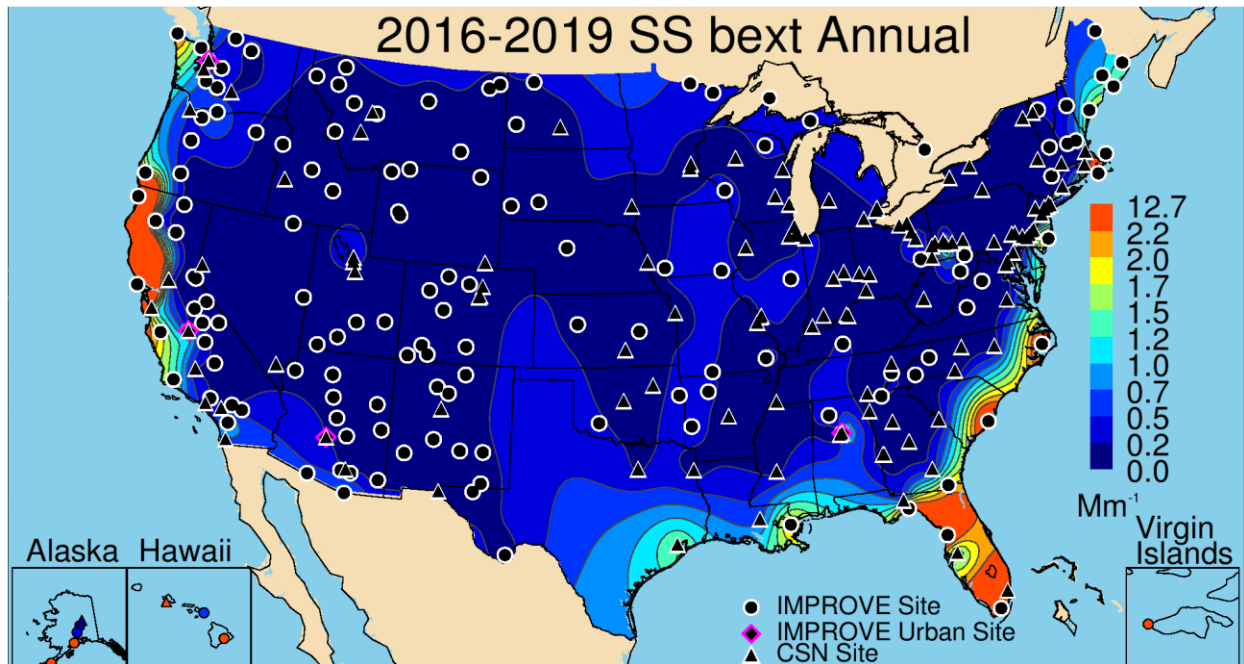 2016-2019 SS bext Annual
12.7
2.2
2.0
1.7
1.5
1.2
1.0
0.7
0.5
0.2
0.0
Mm⁻¹
Alaska
Hawaii
Virgin
Islands
IMPROVE Site
IMPROVE Urban Site
CSN Site